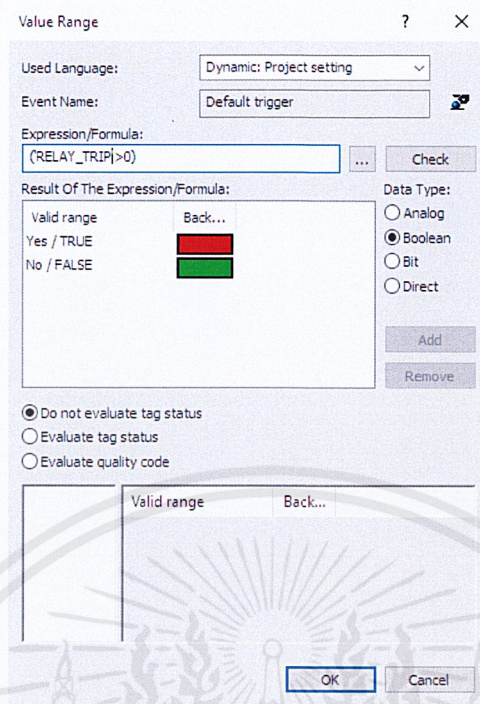 Value Range
?
Used Language:
Dynamic: Project setting
Event Name:
Default trigger
Expression/Formula:
('RELAY_TRIP'>0)
...
Check
Result Of The Expression/Formula:
Data Type:
Valid range Back...
Yes / TRUE
No / FALSE
Analog
Boolean
Bit
Direct
Add
Remove
Do not evaluate tag status
Evaluate tag status
Evaluate quality code
Valid range Back...
OK
Cancel